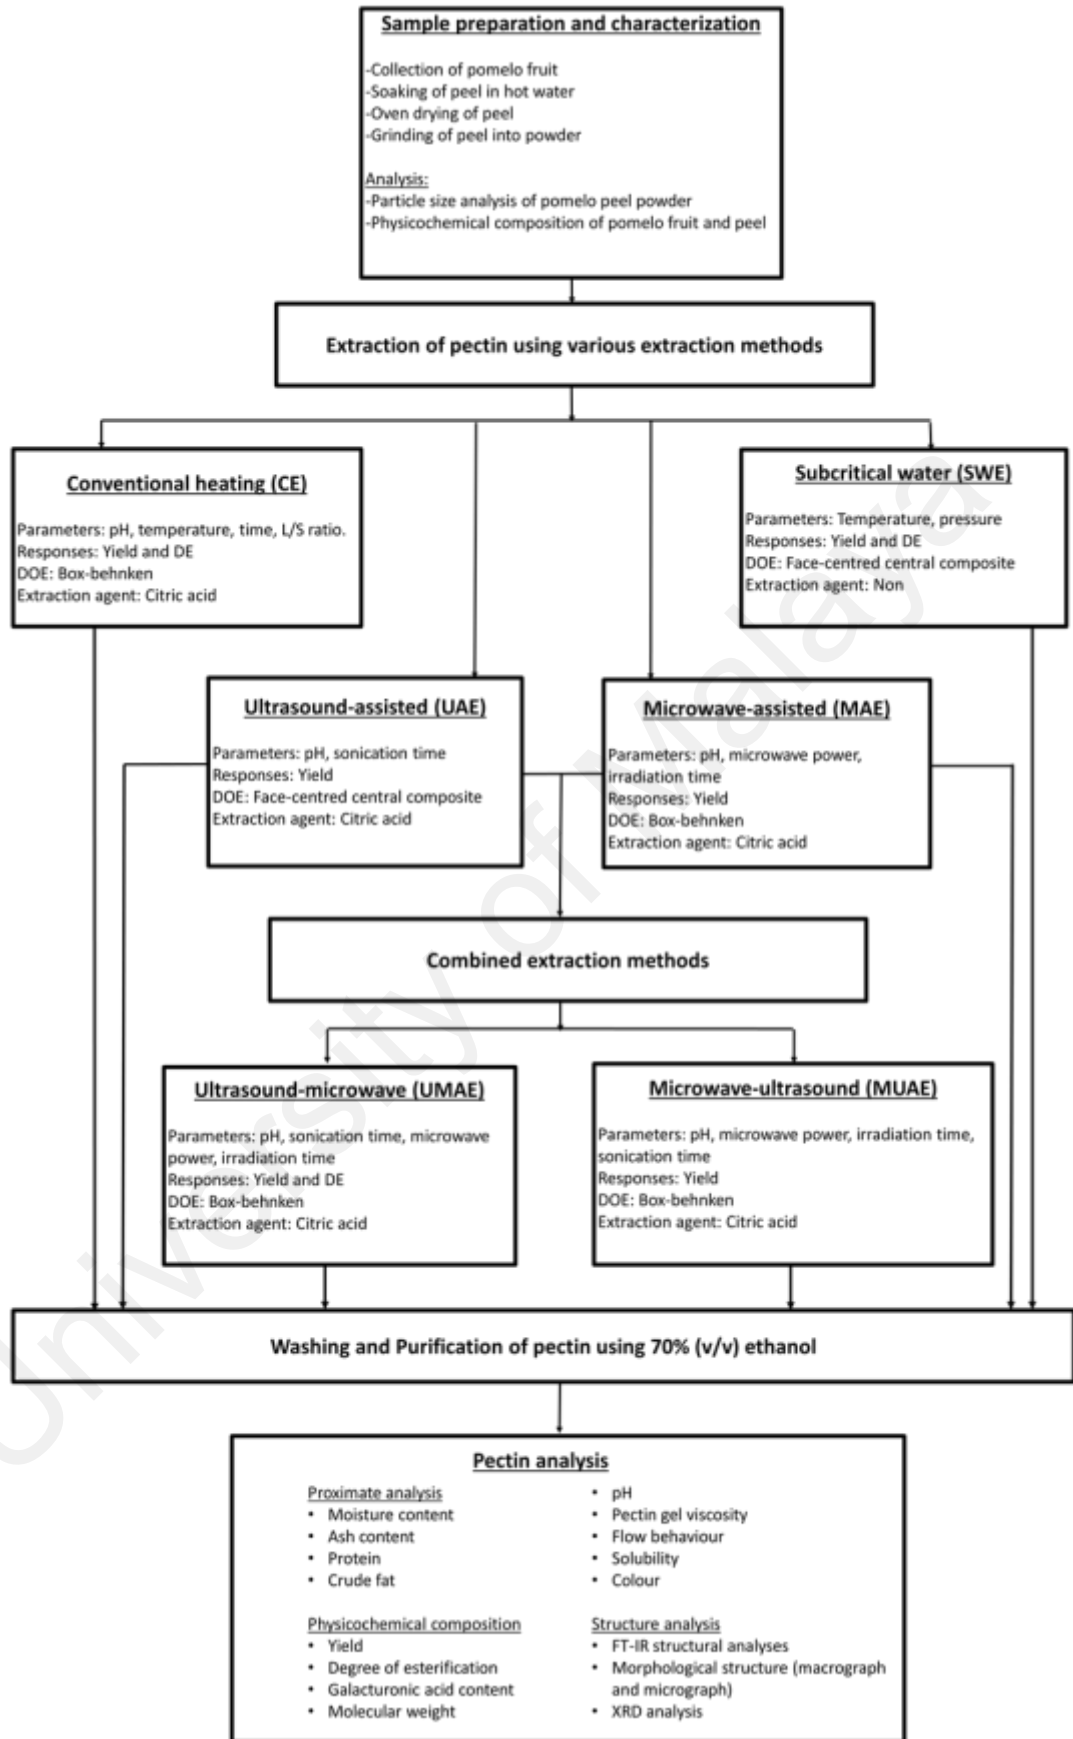 Sample preparation and characterization
-Collection of pomelo fruit
-Soaking of peel in hot water
-Oven drying of peel
-Grinding of peel into powder
Analysis:
-Particle size analysis of pomelo peel powder
-Physicochemical composition of pomelo fruit and peel
Extraction of pectin using various extraction methods
Conventional heating (CE)
Parameters: pH, temperature, time, L/S ratio.
Responses: Yield and DE
DOE: Box-behnken
Extraction agent: Citric acid
Subcritical water (SWE)
Parameters: Temperature, pressure
Responses: Yield and DE
DOE: Face-centred central composite
Extraction agent: Non
Ultrasound-assisted (UAE)
Parameters: pH, sonication time
Responses: Yield
DOE: Face-centred central composite
Extraction agent: Citric acid
Microwave-assisted (MAE)
Parameters: pH, microwave power,
irradiation time
Responses: Yield
DOE: Box-behnken
Extraction agent: Citric acid
Combined extraction methods
Ultrasound-microwave (UMAE)
Parameters: pH, sonication time, microwave
power, irradiation time
Responses: Yield and DE
DOE: Box-behnken
Extraction agent: Citric acid
Microwave-ultrasound (MUAE)
Parameters: pH, microwave power, irradiation time,
sonication time
Responses: Yield
DOE: Box-behnken
Extraction agent: Citric acid
Washing and Purification of pectin using 70% (v/v) ethanol
Pectin analysis
Proximate analysis
• Moisture content
• Ash content
• Protein
• Crude fat
• pH
• Pectin gel viscosity
• Flow behaviour
• Solubility
• Colour
Physicochemical composition
• Yield
• Degree of esterification
• Galacturonic acid content
• Molecular weight
Structure analysis
• FT-IR structural analyses
• Morphological structure (macrograph
and micrograph)
• XRD analysis
University of Malaya